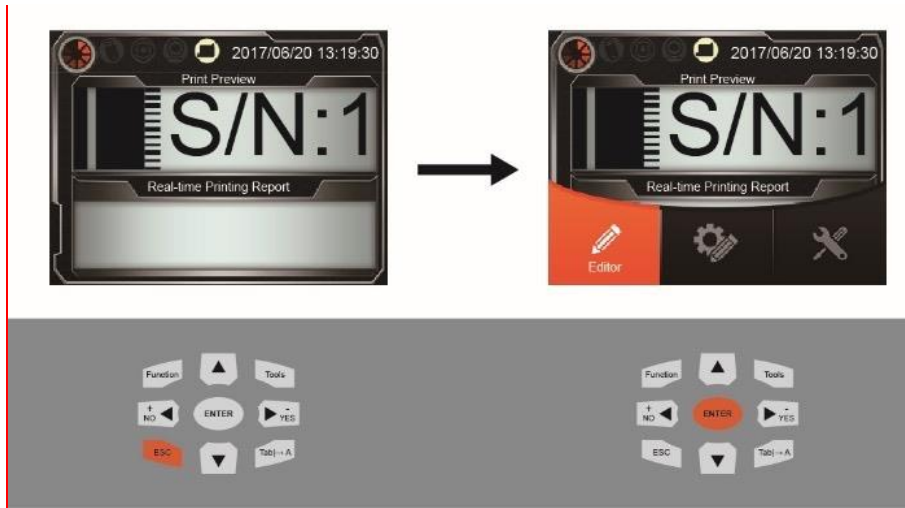 2017/06/20 13:19:30
Print Preview
S/N:1
Real-time Printing Report
2017/06/20 13:19:30
Print Preview
S/N:1
Real-time Printing Report
Editor
Function ▲ Tools
+ NO ◀ ENTER ▶ - YES
ESC ▼ Tab|→A
Function ▲ Tools
+ NO ◀ ENTER ▶ - YES
ESC ▼ Tab|→A